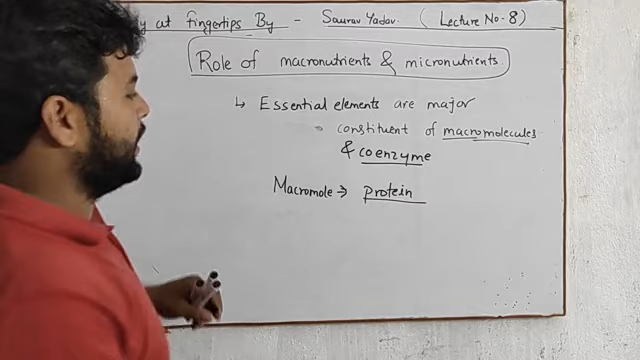 y at fingertips By - Saurav Yadav. (Lecture No. 8)
Role of macronutrients & micronutrients
↳ Essential elements are major
constituent of macromolecules
& coenzyme
Macromole → protein